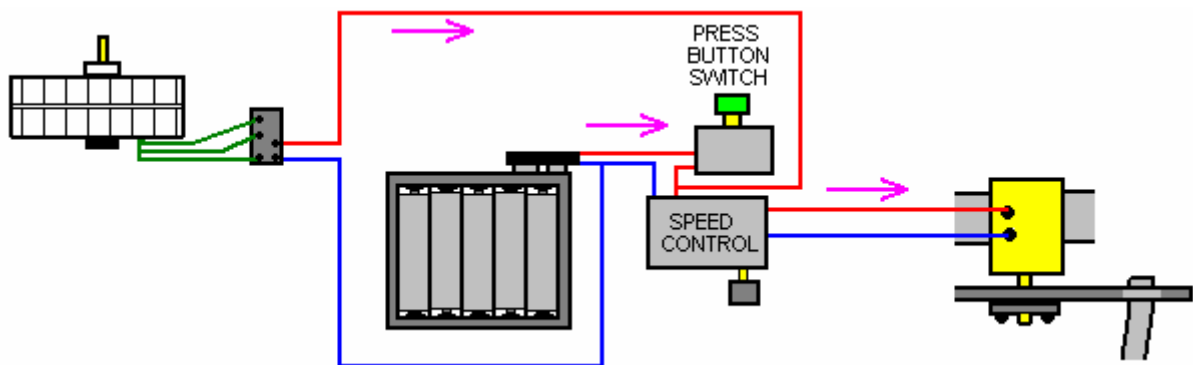 PRESS
BUTTON
SWITCH
SPEED
CONTROL